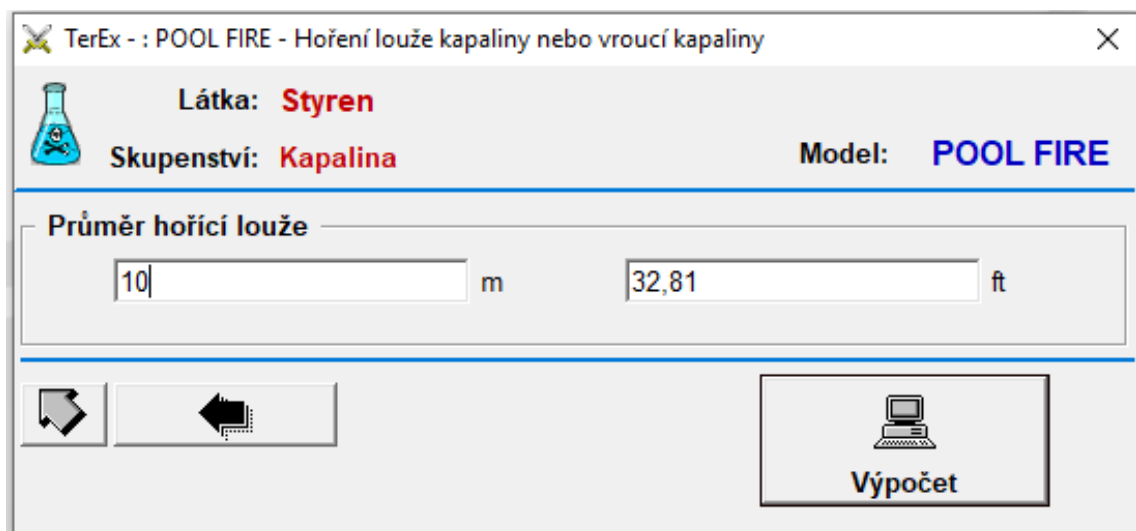 TerEx - : POOL FIRE - Hoření louže kapaliny nebo vroucí kapaliny
Látka: Styren
Skupenství: Kapalina
Model: POOL FIRE
Průměr hořící louže
10 m 32,81 ft
Výpočet